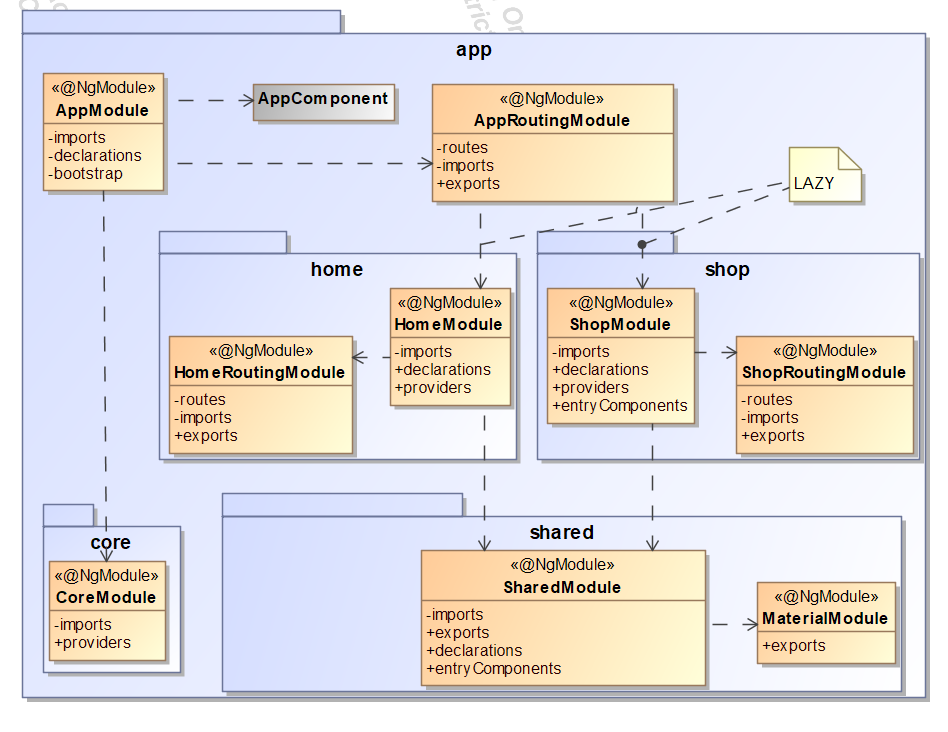 app
«@NgModule»
AppModule
-imports
-declarations
-bootstrap
AppComponent
«@NgModule»
AppRoutingModule
-routes
-imports
+exports
LAZY
home
«@NgModule»
HomeModule
-imports
+declarations
+providers
«@NgModule»
HomeRoutingModule
-routes
-imports
+exports
shop
«@NgModule»
ShopModule
-imports
+declarations
+providers
+entryComponents
«@NgModule»
ShopRoutingModule
-routes
-imports
+exports
core
«@NgModule»
CoreModule
-imports
+providers
shared
«@NgModule»
SharedModule
-imports
+exports
+declarations
+entryComponents
«@NgModule»
MaterialModule
+exports